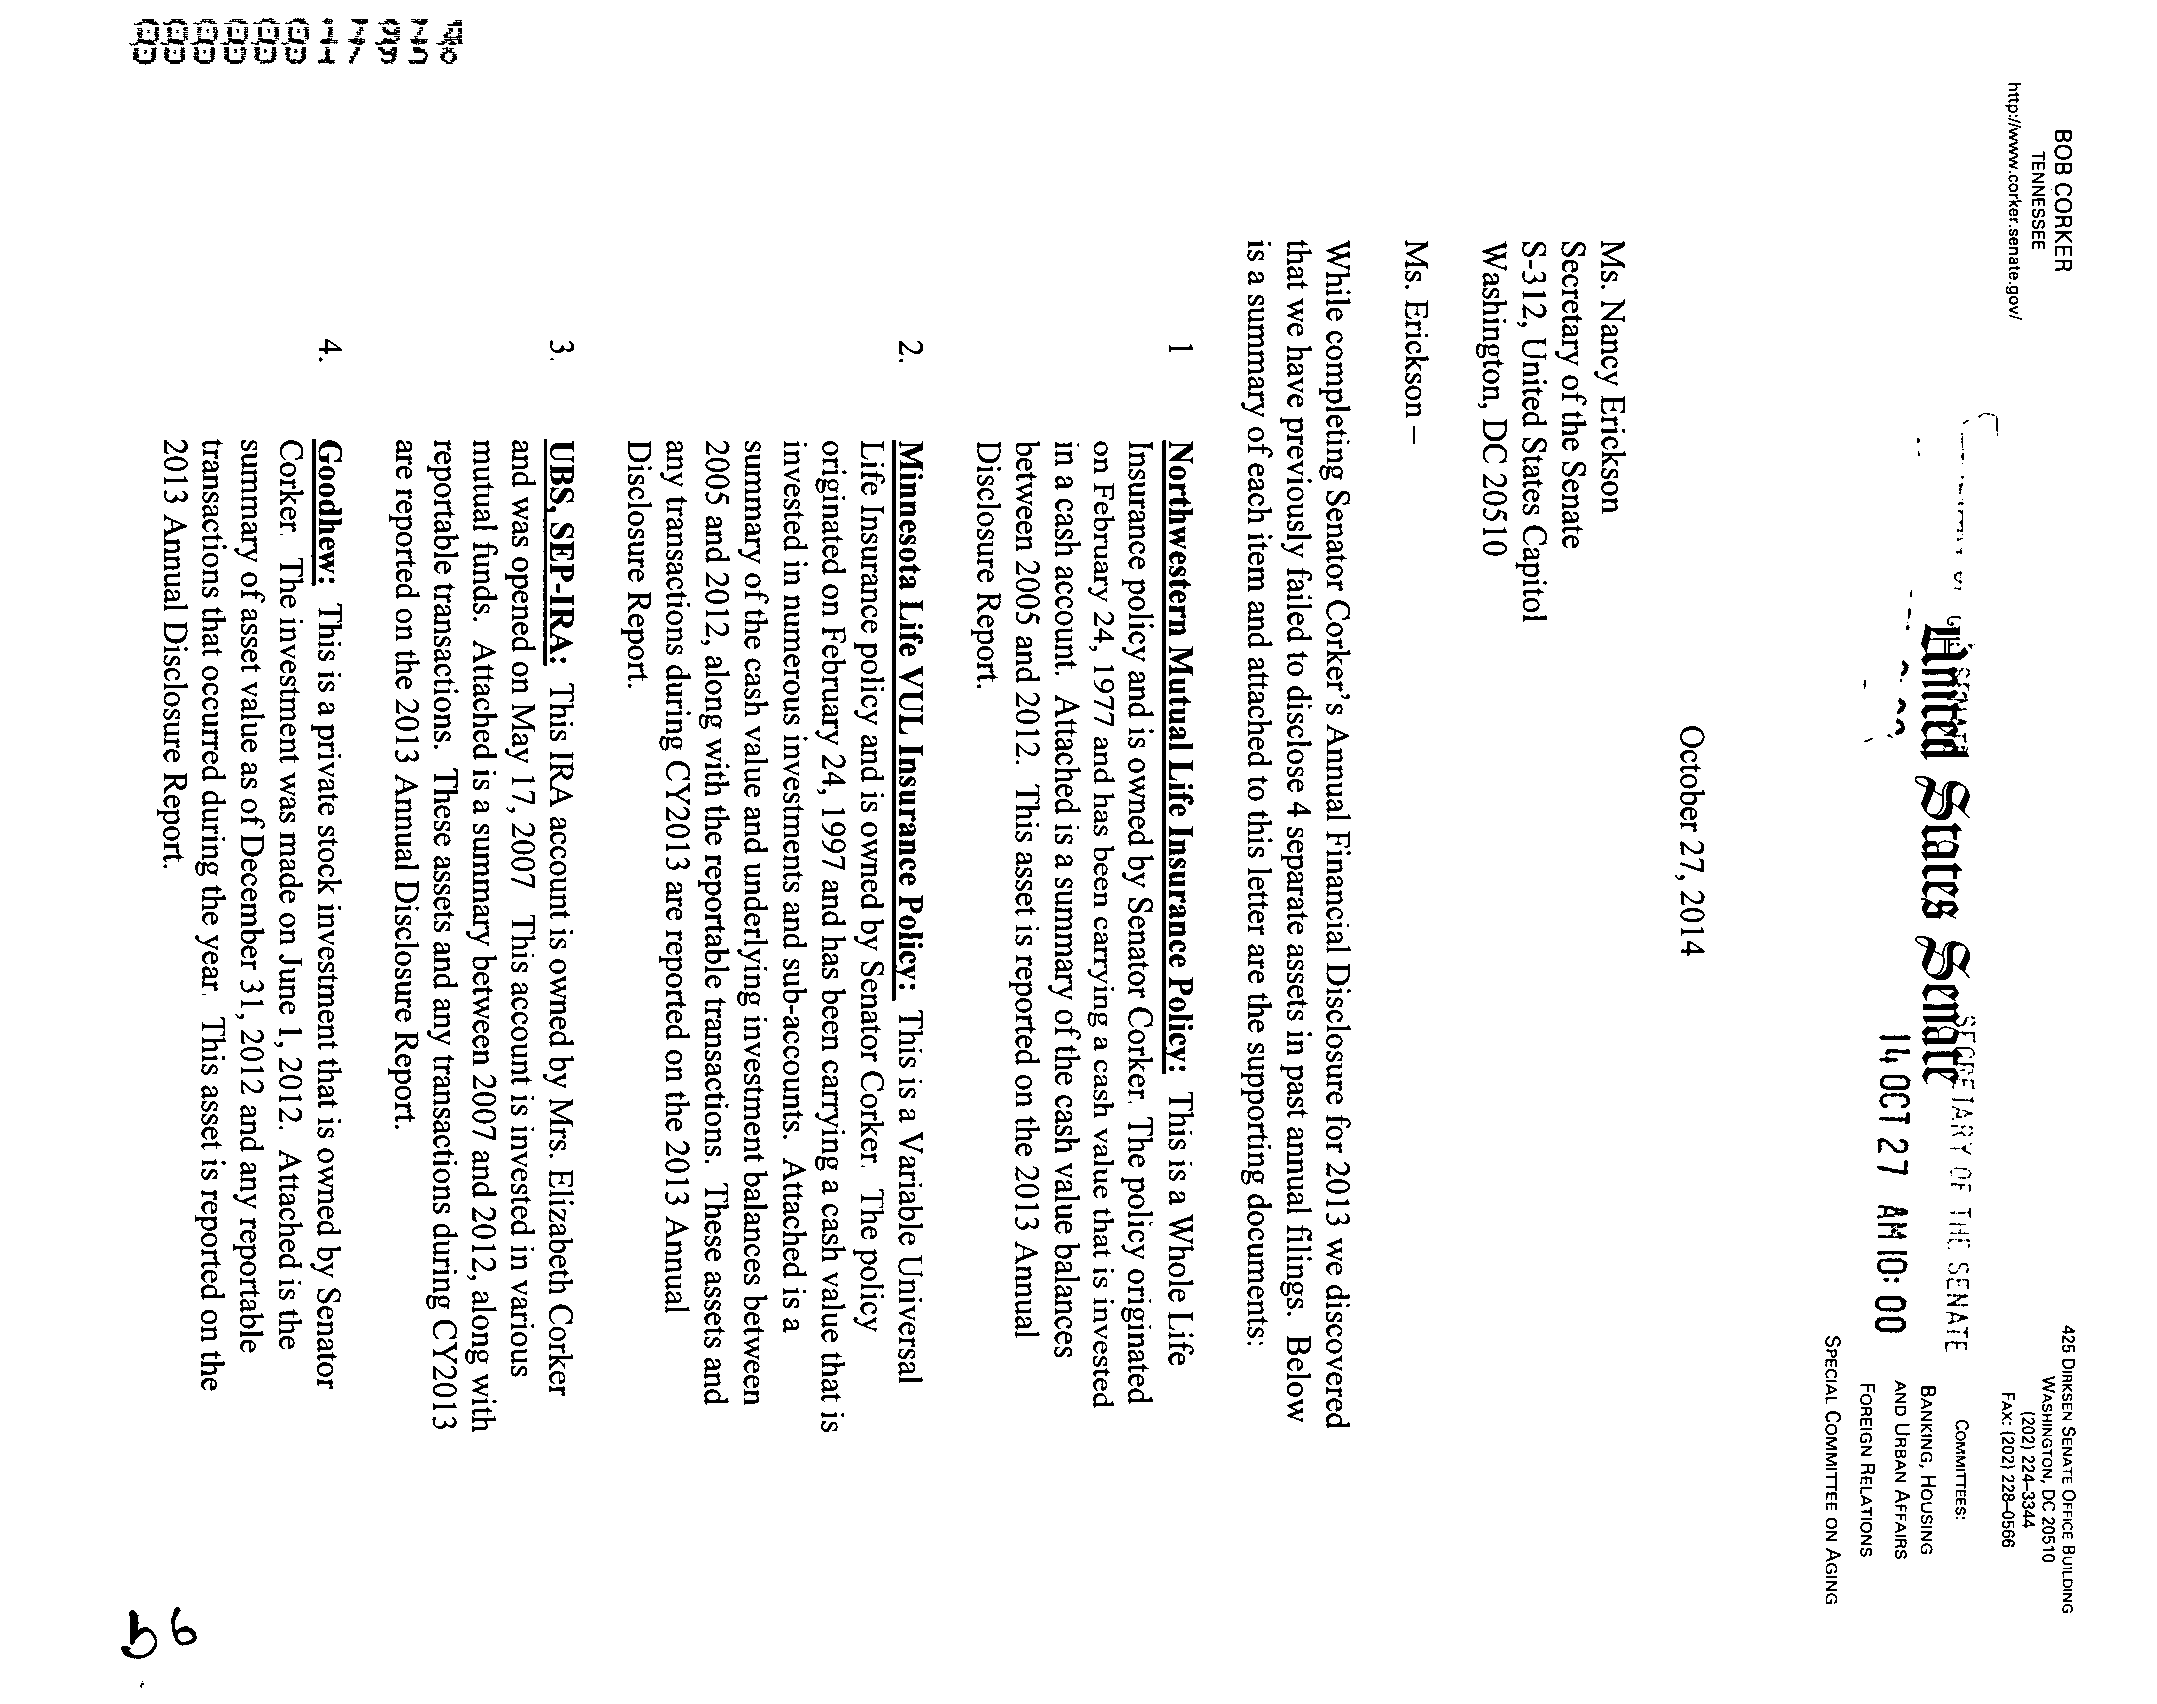 BOB CORKER
TENNESSEE
http://www.corker.senate.gov/
425 DIRKSEN SENATE OFFICE BUILDING
WASHINGTON, DC 20510
(202) 224–3344
FAX: (202) 228–0566
COMMITTEES:
BANKING, HOUSING
AND URBAN AFFAIRS
FOREIGN RELATIONS
SPECIAL COMMITTEE ON AGING
United States Senate
SECRETARY OF THE SENATE
14 OCT 27 AM 10: 00
October 27, 2014
Ms. Nancy Erickson
Secretary of the Senate
S-312, United States Capitol
Washington, DC 20510
Ms. Erickson –
While completing Senator Corker's Annual Financial Disclosure for 2013 we discovered
that we have previously failed to disclose 4 separate assets in past annual filings. Below
is a summary of each item and attached to this letter are the supporting documents:
1 Northwestern Mutual Life Insurance Policy: This is a Whole Life
Insurance policy and is owned by Senator Corker. The policy originated
on February 24, 1977 and has been carrying a cash value that is invested
in a cash account. Attached is a summary of the cash value balances
between 2005 and 2012. This asset is reported on the 2013 Annual
Disclosure Report.
2. Minnesota Life VUL Insurance Policy: This is a Variable Universal
Life Insurance policy and is owned by Senator Corker. The policy
originated on February 24, 1997 and has been carrying a cash value that is
invested in numerous investments and sub-accounts. Attached is a
summary of the cash value and underlying investment balances between
2005 and 2012, along with the reportable transactions. These assets and
any transactions during CY2013 are reported on the 2013 Annual
Disclosure Report.
3. UBS, SEP-IRA: This IRA account is owned by Mrs. Elizabeth Corker
and was opened on May 17, 2007 This account is invested in various
mutual funds. Attached is a summary between 2007 and 2012, along with
reportable transactions. These assets and any transactions during CY2013
are reported on the 2013 Annual Disclosure Report.
4. Goodhew: This is a private stock investment that is owned by Senator
Corker. The investment was made on June 1, 2012. Attached is the
summary of asset value as of December 31, 2012 and any reportable
transactions that occurred during the year. This asset is reported on the
2013 Annual Disclosure Report.